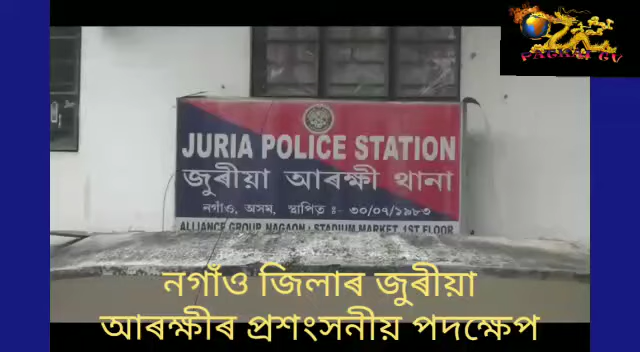 JURIA POLICE STATION
জুৰীয়া আৰক্ষী থানা
নগাঁও, অসম, স্থাপিত ঃ- ৩০/০৭/১৯৮৩
ALLIANCE GROUP, NAGAON : STADIUM MARKET, 1ST FLOOR
নগাঁও জিলাৰ জুৰীয়া
আৰক্ষীৰ প্ৰশংসনীয় পদক্ষেপ